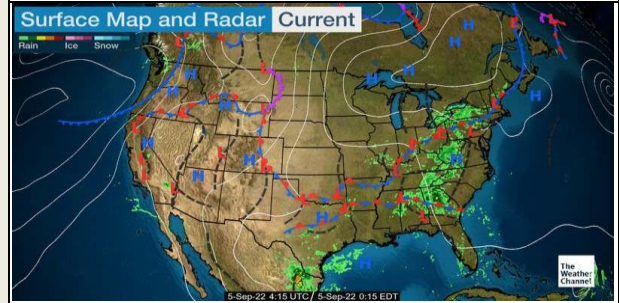 Surface Map and Radar Current
Rain Ice Snow
L
L
L
H
H
H
H
H
H
H
H
H
L
H
L
H
H
L
L
H
L
L
L
H
L
H
The
Weather
Channel
5-Sep-22 4:15 UTC / 5-Sep-22 0:15 EDT